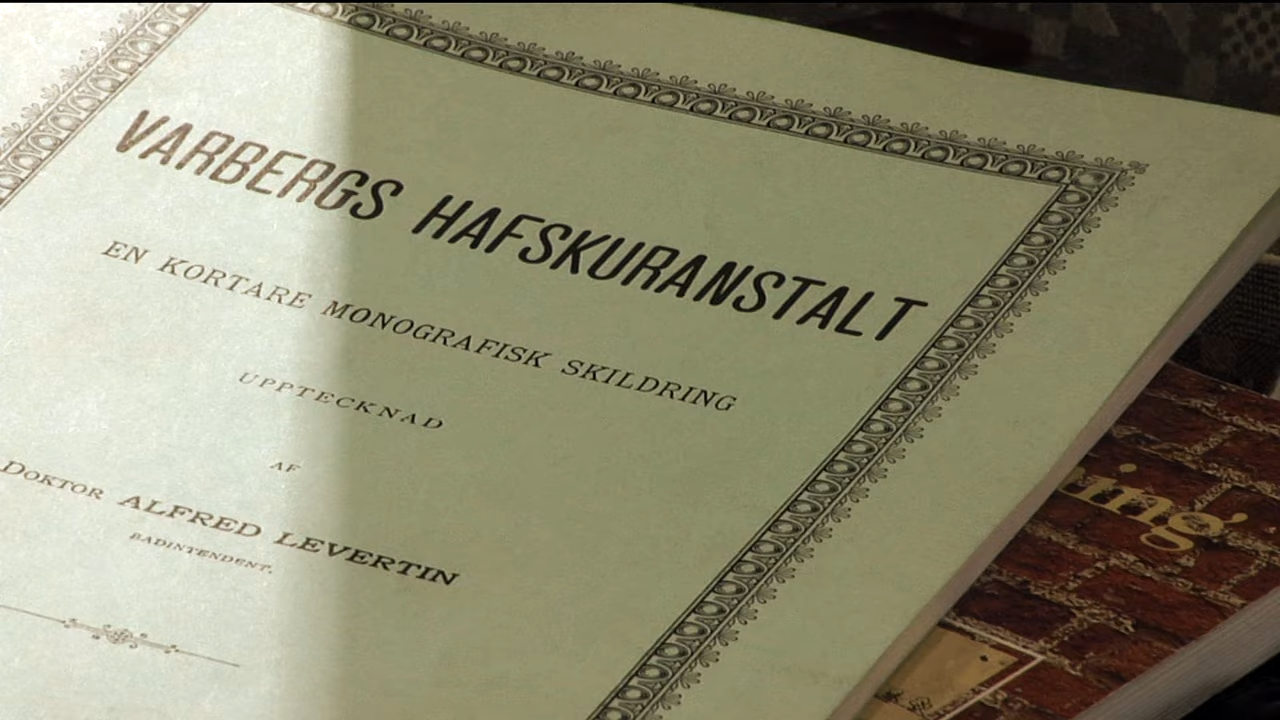 VARBERGS HAFSKURANSTALT
EN KORTARE MONOGRAFISK SKILDRING
UPPTECKNAD
AF
DOKTOR ALFRED LEVERTIN
BADINTENDENT.